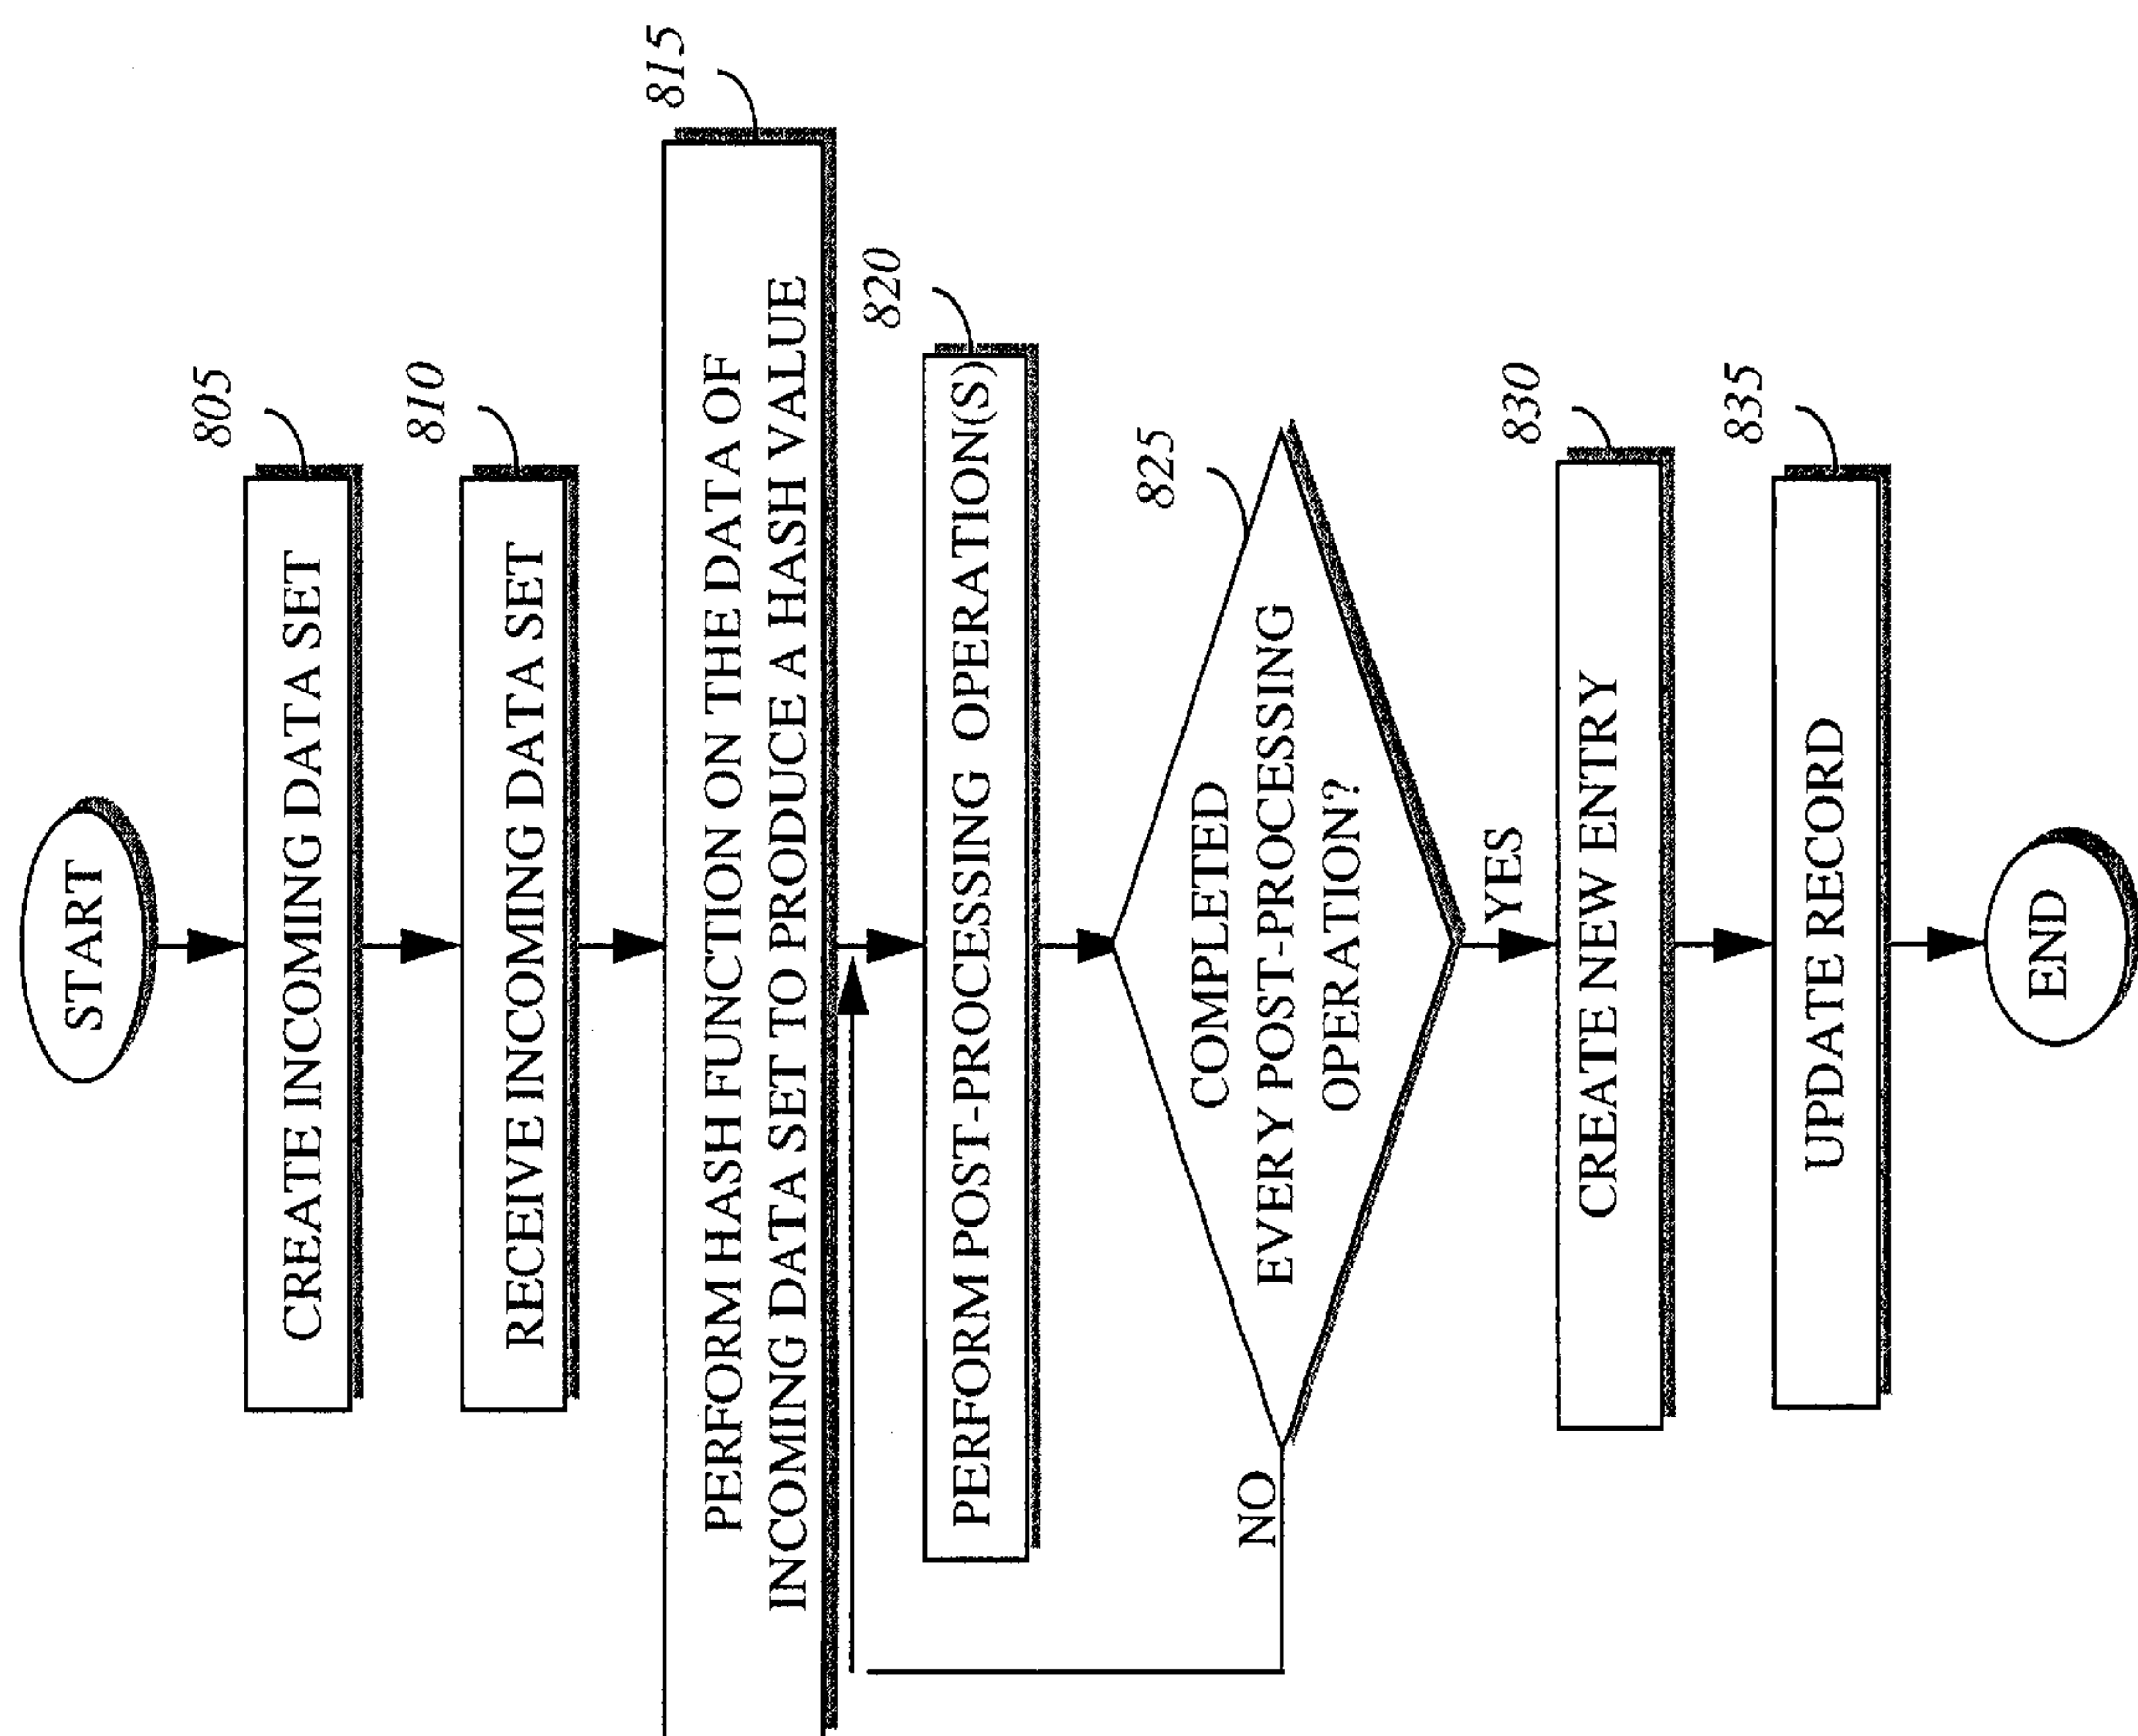 START
805
CREATE INCOMING DATA SET
810
RECEIVE INCOMING DATA SET
815
PERFORM HASH FUNCTION ON THE DATA OF
INCOMING DATA SET TO PRODUCE A HASH VALUE
820
PERFORM POST-PROCESSING OPERATION(S)
825
COMPLETED
EVERY POST-PROCESSING
OPERATION?
NO
YES
830
CREATE NEW ENTRY
835
UPDATE RECORD
END